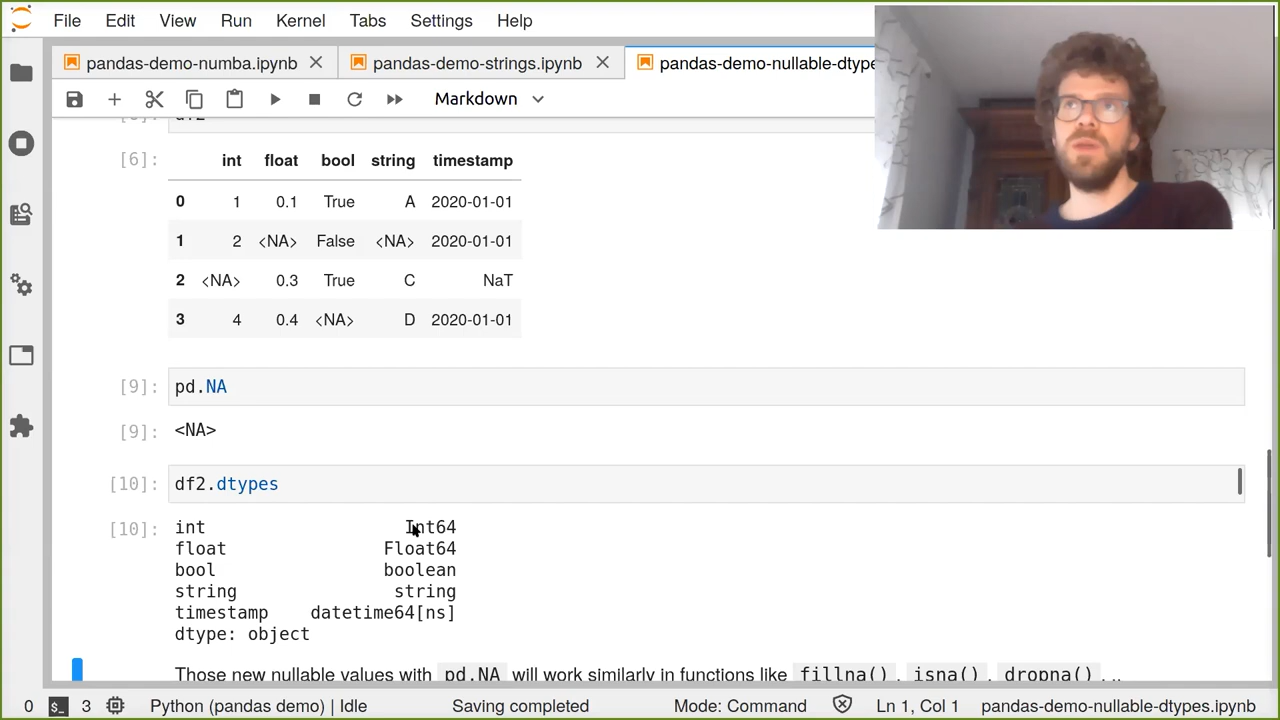 File Edit View Run Kernel Tabs Settings Help
pandas-demo-numba.ipynb pandas-demo-strings.ipynb pandas-demo-nullable-dtype
Markdown
[6]: int float bool string timestamp
0 1 0.1 True A 2020-01-01
1 2 <NA> False <NA> 2020-01-01
2 <NA> 0.3 True C NaT
3 4 0.4 <NA> D 2020-01-01
[9]: pd.NA
[9]: <NA>
[10]: df2.dtypes
[10]: int Int64
float Float64
bool boolean
string string
timestamp datetime64[ns]
dtype: object
Those new nullable values with pd.NA will work similarly in functions like fillna(), isna(), dropna(), ..
0 $_ 3 Python (pandas demo) | Idle Saving completed Mode: Command Ln 1, Col 1 pandas-demo-nullable-dtypes.ipynb